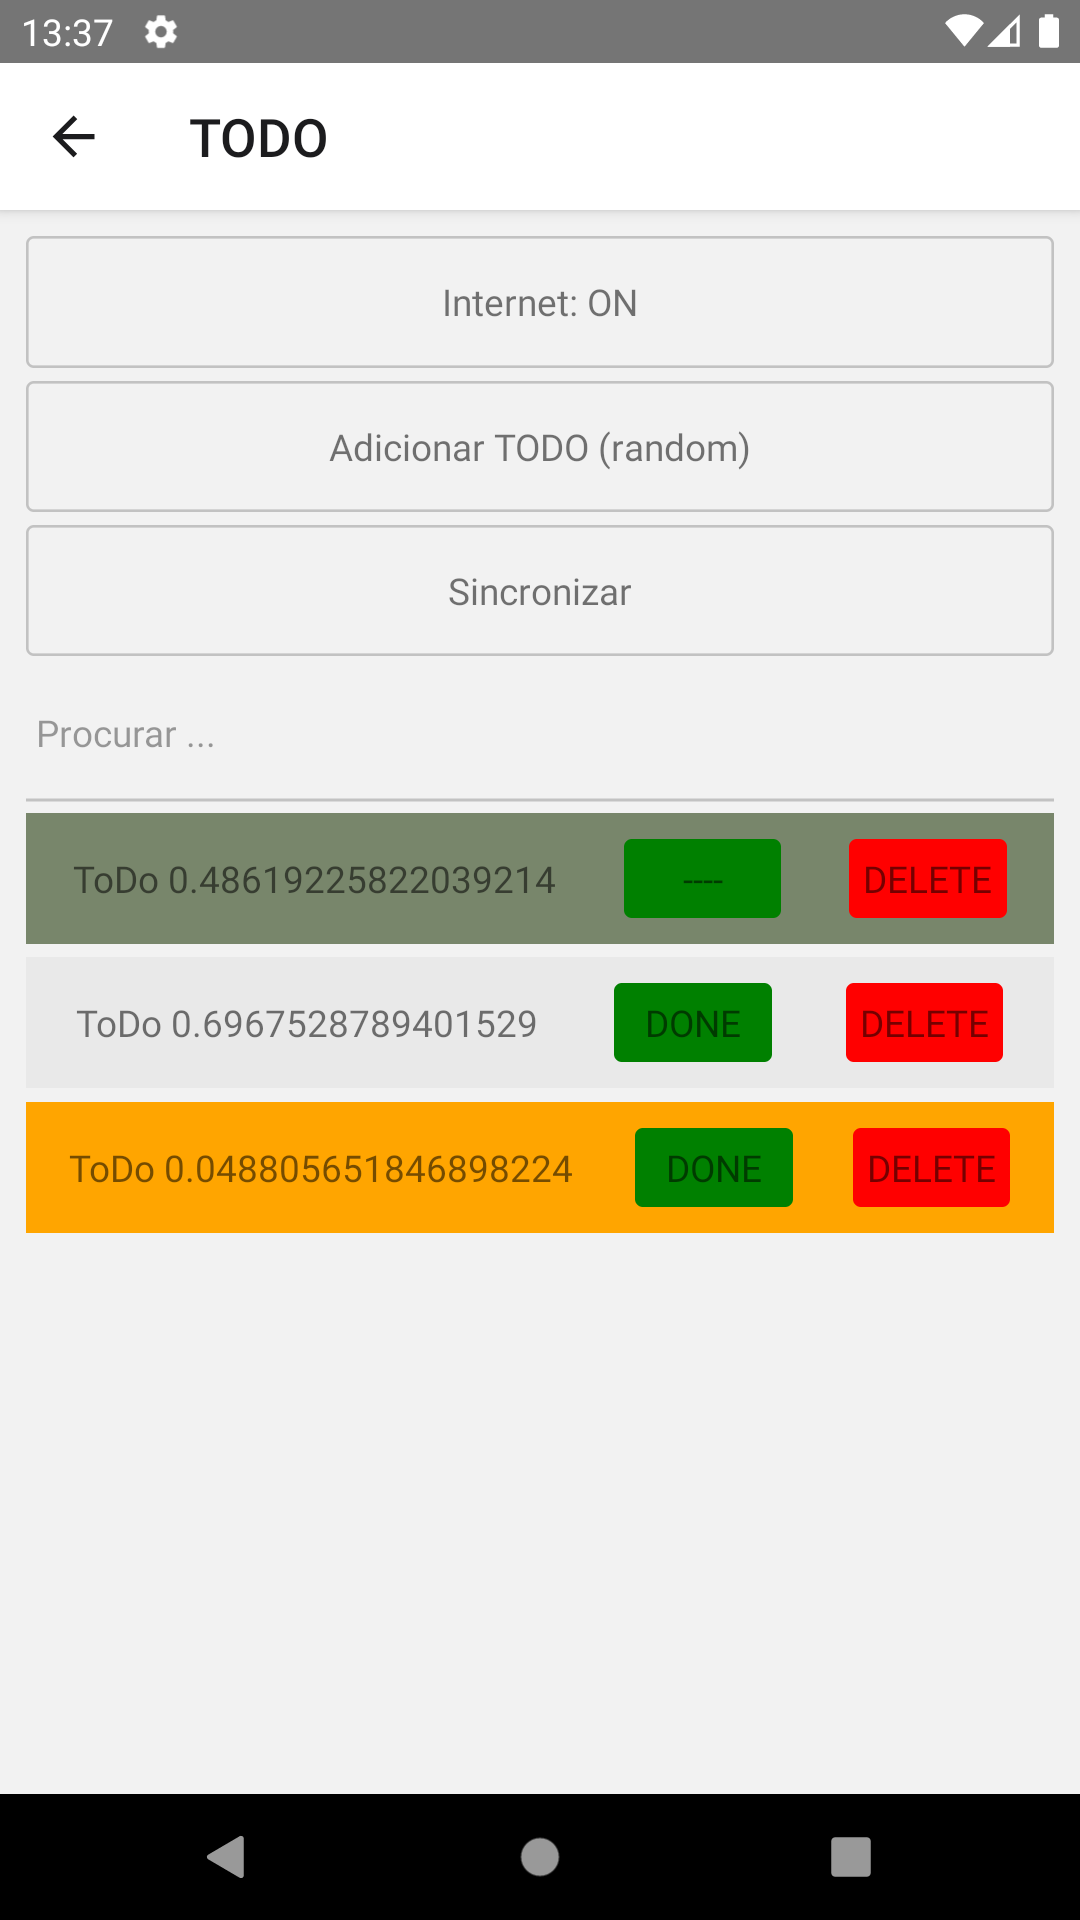 13:37
TODO
Internet: ON
Adicionar TODO (random)
Sincronizar
Procurar ...
ToDo 0.48619225822039214 ---- DELETE
ToDo 0.6967528789401529 DONE DELETE
ToDo 0.048805651846898224 DONE DELETE